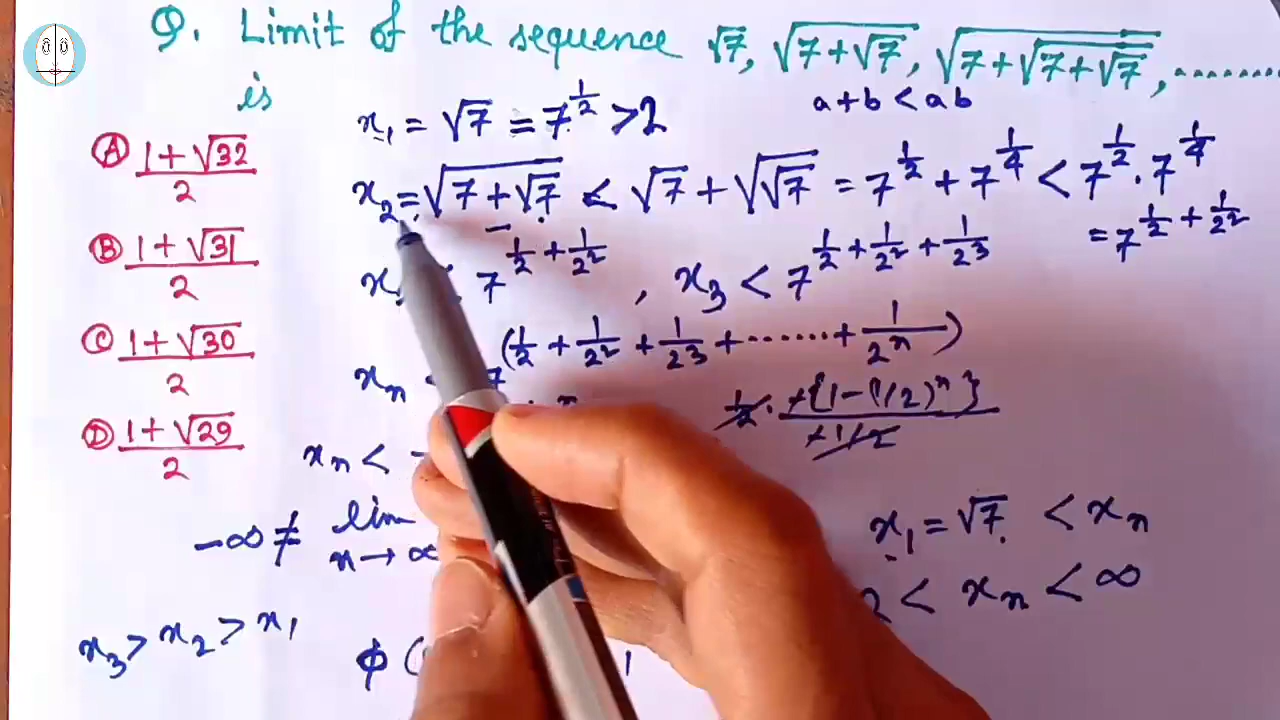 Q. Limit of the sequence √7, √(7+√7), √(7+√(7+√7)), ........
is
(A) (1+√32)/2
(B) (1+√31)/2
(C) (1+√30)/2
(D) (1+√29)/2
a+b < ab
x₁ = √7 = 7^(1/2) > 2
x₂ = √(7+√7) < √7 + √√7 = 7^(1/2) + 7^(1/4) < 7^(1/2) . 7^(1/4)
= 7^(1/2 + 1/2²)
7^(1/2 + 1/2²) , x₃ < 7^(1/2 + 1/2² + 1/2³)
xₙ 7^(1/2 + 1/2² + 1/2³ + ...... + 1/2ⁿ)
1/2 . {1-(1/2)ⁿ} / 1/2
xₙ <
-∞ ≠ lim n→∞
x₁ = √7 < xₙ
2 < xₙ < ∞
x₃ > x₂ > x₁
ϕ (